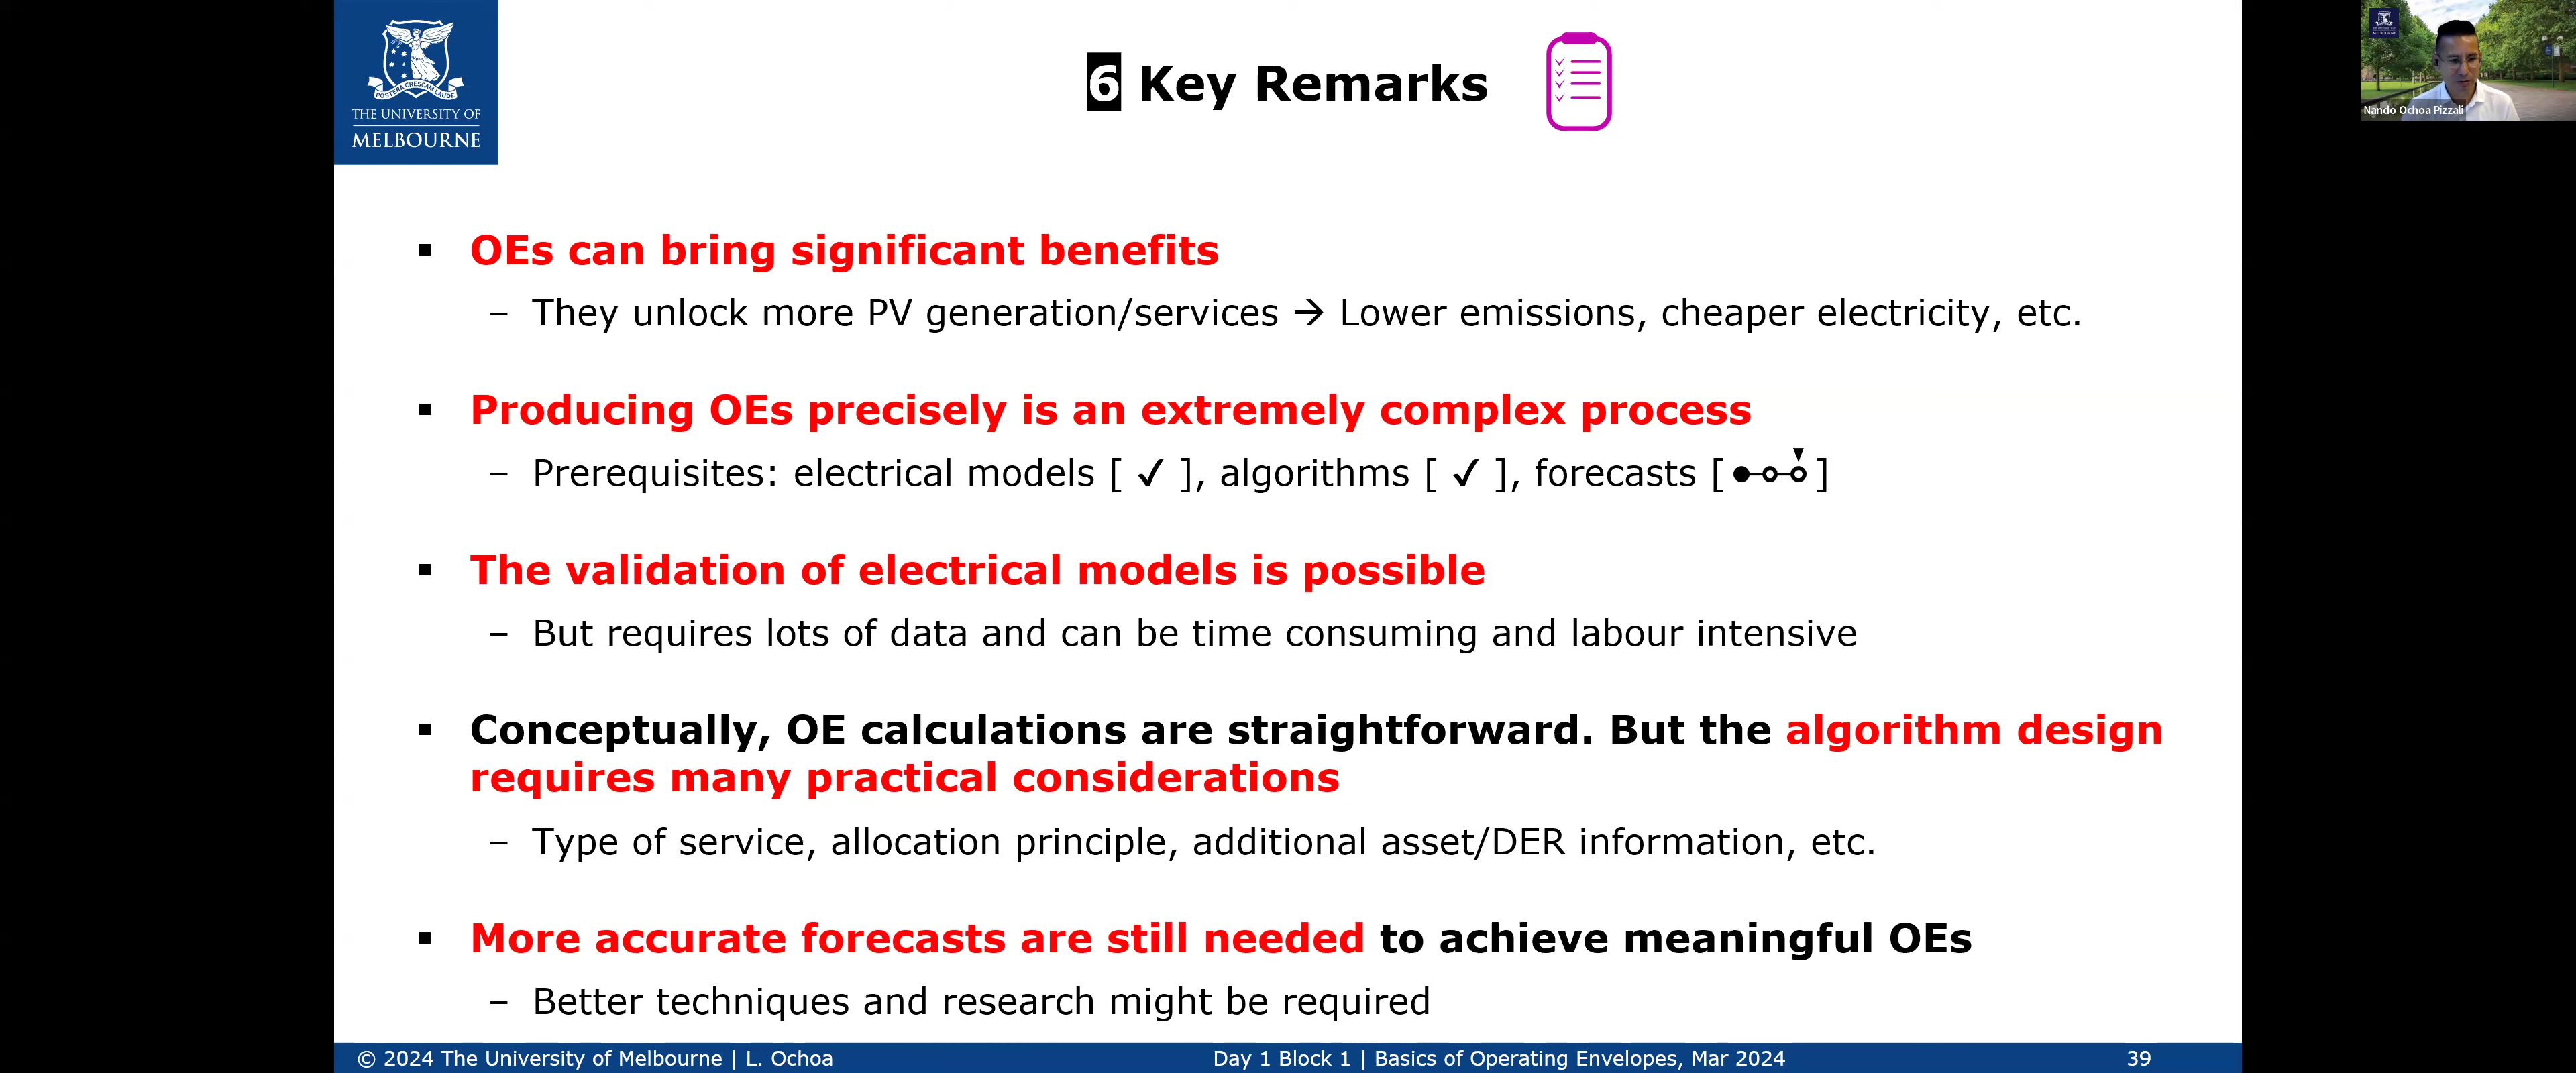 POSTERA CRESCAM LAUDE
THE UNIVERSITY OF
MELBOURNE
6 Key Remarks
▪ OEs can bring significant benefits
– They unlock more PV generation/services → Lower emissions, cheaper electricity, etc.
▪ Producing OEs precisely is an extremely complex process
– Prerequisites: electrical models [ ✓ ], algorithms [ ✓ ], forecasts [ ]
▪ The validation of electrical models is possible
– But requires lots of data and can be time consuming and labour intensive
▪ Conceptually, OE calculations are straightforward. But the algorithm design
requires many practical considerations
– Type of service, allocation principle, additional asset/DER information, etc.
▪ More accurate forecasts are still needed to achieve meaningful OEs
– Better techniques and research might be required
© 2024 The University of Melbourne | L. Ochoa
Day 1 Block 1 | Basics of Operating Envelopes, Mar 2024
39
MELBOURNE
Nando Ochoa Pizzali